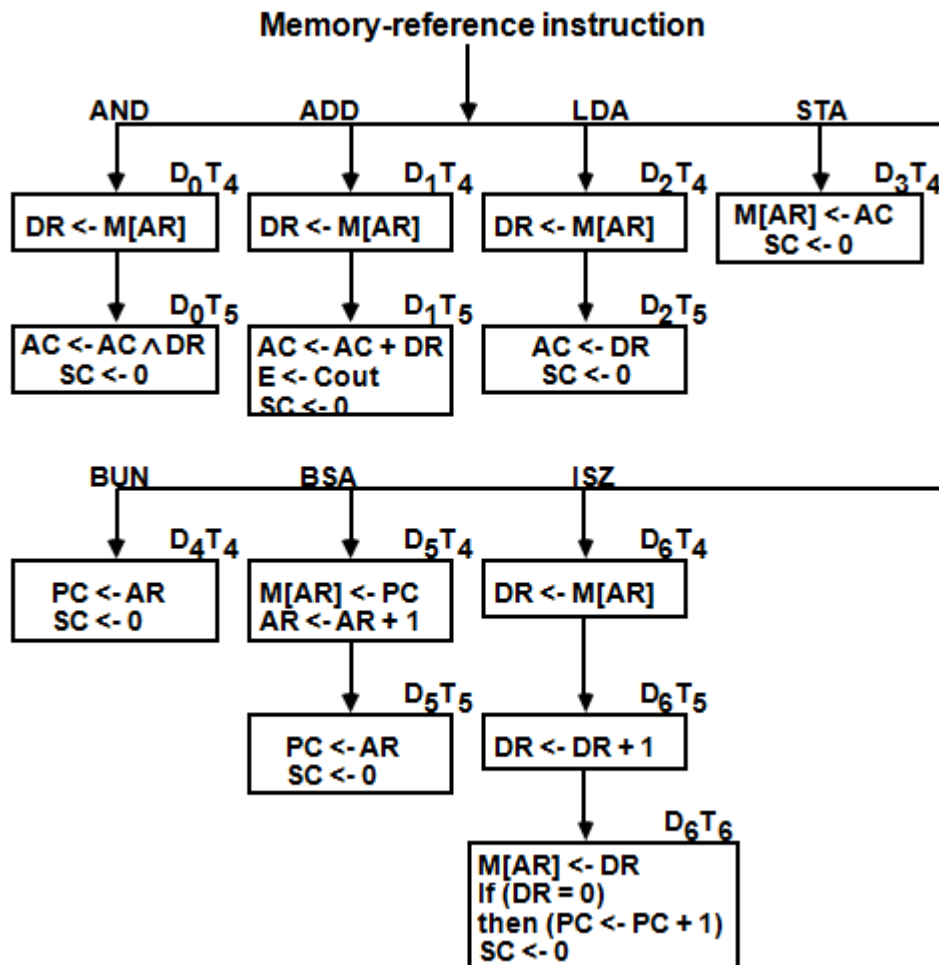 Memory-reference instruction
AND ADD LDA STA
D0T4 D1T4 D2T4 D3T4
DR <- M[AR] DR <- M[AR] DR <- M[AR] M[AR] <- AC
SC <- 0
D0T5 D1T5 D2T5
AC <- AC ∧ DR AC <- AC + DR AC <- DR
SC <- 0 E <- Cout SC <- 0
SC <- 0
BUN BSA ISZ
D4T4 D5T4 D6T4
PC <- AR M[AR] <- PC DR <- M[AR]
SC <- 0 AR <- AR + 1
D5T5 D6T5
PC <- AR DR <- DR + 1
SC <- 0
D6T6
M[AR] <- DR
If (DR = 0)
then (PC <- PC + 1)
SC <- 0